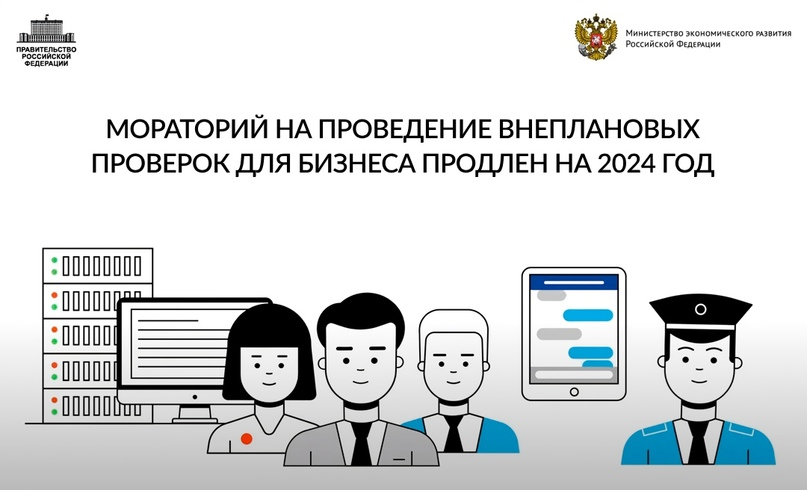 ПРАВИТЕЛЬСТВО
РОССИЙСКОЙ
ФЕДЕРАЦИИ
Министерство экономического развития
Российской Федерации
МОРАТОРИЙ НА ПРОВЕДЕНИЕ ВНЕПЛАНОВЫХ
ПРОВЕРОК ДЛЯ БИЗНЕСА ПРОДЛЕН НА 2024 ГОД